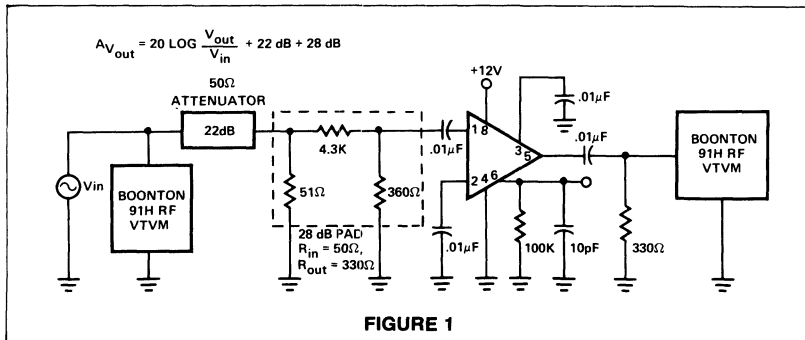 A_Vout = 20 LOG V_out / V_in + 22 dB + 28 dB
50Ω
ATTENUATOR
22dB
4.3K
51Ω
360Ω
28 dB PAD
R_in = 50Ω,
R_out = 330Ω
Vin
BOONTON
91H RF
VTVM
.01μF
.01μF
+12V
1
8
2
4
6
3
5
.01μF
.01μF
100K
10pF
330Ω
BOONTON
91H RF
VTVM
FIGURE 1